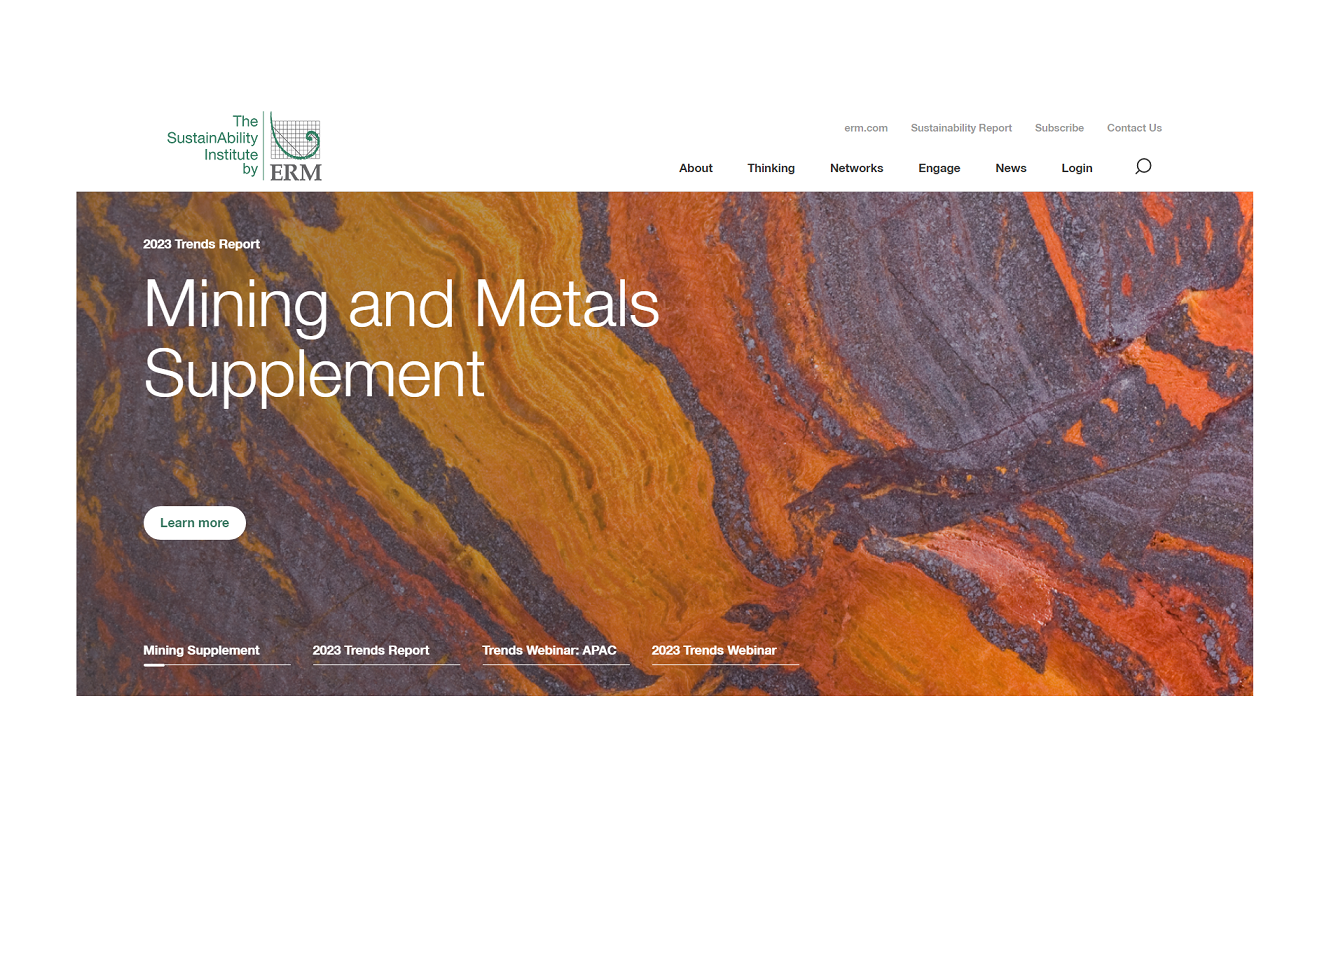 The
SustainAbility
Institute
by
ERM
erm.com Sustainability Report Subscribe Contact Us
About Thinking Networks Engage News Login
2023 Trends Report
Mining and Metals
Supplement
Learn more
Mining Supplement 2023 Trends Report Trends Webinar: APAC 2023 Trends Webinar